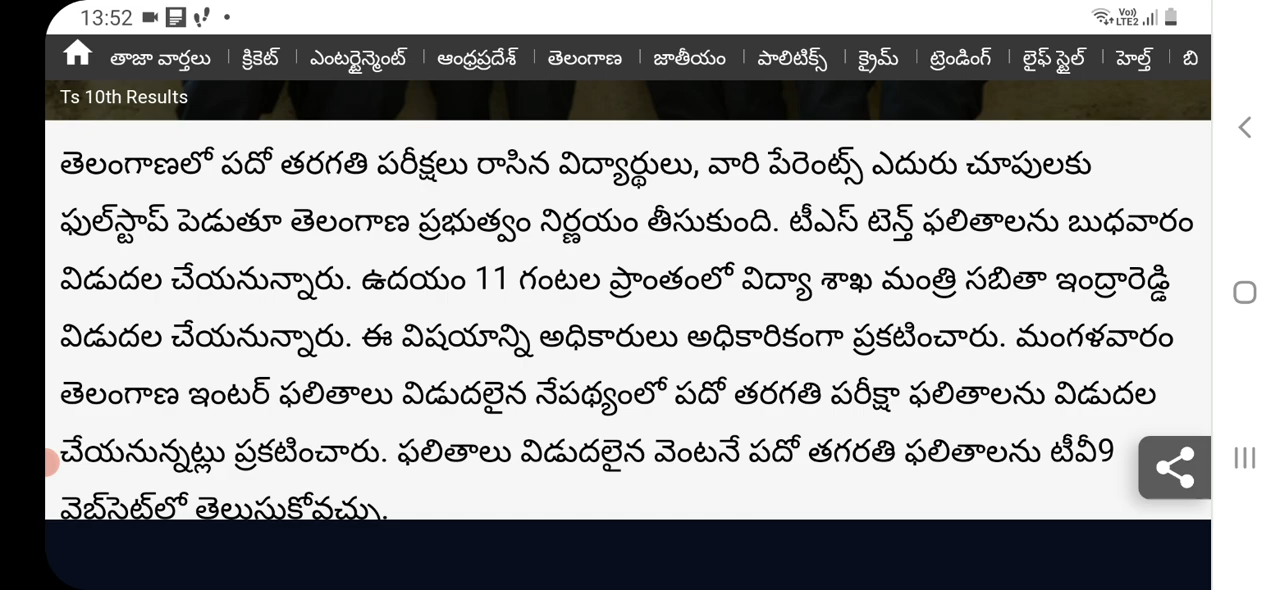 13:52 Vo) LTE2
తాజా వార్తలు క్రికెట్ ఎంటర్టైన్మెంట్ ఆంధ్రప్రదేశ్ తెలంగాణ జాతీయం పాలిటిక్స్ క్రైమ్ ట్రెండింగ్ లైఫ్ స్టైల్ హెల్త్ బి
Ts 10th Results
తెలంగాణలో పదో తరగతి పరీక్షలు రాసిన విద్యార్థులు, వారి పేరెంట్స్ ఎదురు చూపులకు
ఫుల్‌స్టాప్ పెడుతూ తెలంగాణ ప్రభుత్వం నిర్ణయం తీసుకుంది. టీఎస్ టెన్త్ ఫలితాలను బుధవారం
విడుదల చేయనున్నారు. ఉదయం 11 గంటల ప్రాంతంలో విద్యా శాఖ మంత్రి సబితా ఇంద్రారెడ్డి
విడుదల చేయనున్నారు. ఈ విషయాన్ని అధికారులు అధికారికంగా ప్రకటించారు. మంగళవారం
తెలంగాణ ఇంటర్ ఫలితాలు విడుదలైన నేపథ్యంలో పదో తరగతి పరీక్షా ఫలితాలను విడుదల
చేయనున్నట్లు ప్రకటించారు. ఫలితాలు విడుదలైన వెంటనే పదో తగరతి ఫలితాలను టీవీ9
వెబ్‌సైట్‌లో తెలుసుకోవచ్చు.